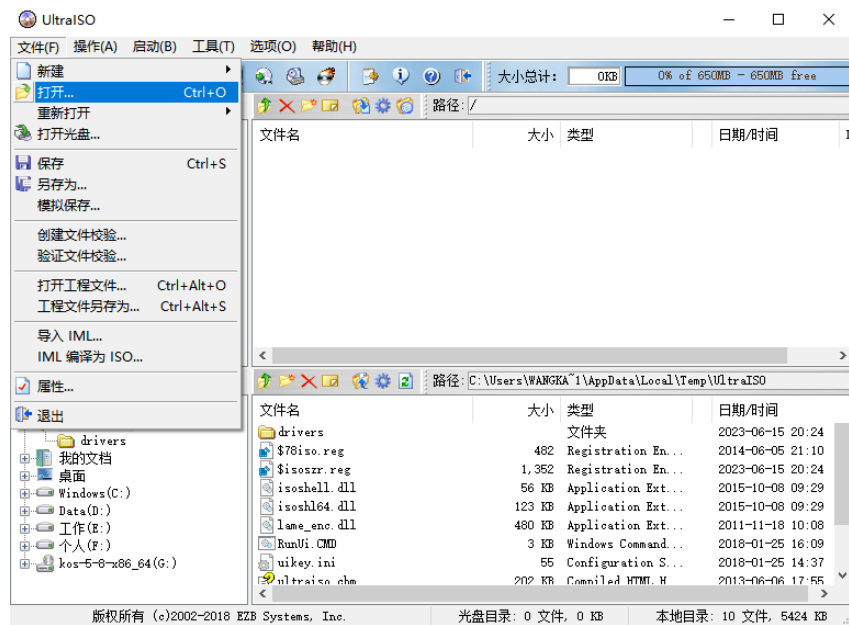 UltraISO
文件(F) 操作(A) 启动(B) 工具(T) 选项(O) 帮助(H)
新建
打开... Ctrl+O
重新打开
打开光盘...
保存 Ctrl+S
另存为...
模拟保存...
创建文件校验...
验证文件校验...
打开工程文件... Ctrl+Alt+O
工程文件另存为... Ctrl+Alt+S
导入 IML...
IML 编译为 ISO...
属性...
退出
大小总计: 0KB 0% of 650MB - 650MB free
路径: /
文件名 大小 类型 日期/时间
路径: C:\Users\WANGKA~1\AppData\Local\Temp\UltraISO
文件名 大小 类型 日期/时间
drivers 文件夹 2023-06-15 20:24
$78iso.reg 482 Registration En... 2014-06-05 21:10
$isoszr.reg 1,352 Registration En... 2023-06-15 20:24
isoshell.dll 56 KB Application Ext... 2015-10-08 09:29
isoshl64.dll 123 KB Application Ext... 2015-10-08 09:29
lame_enc.dll 480 KB Application Ext... 2011-11-18 10:08
RunUi.CMD 3 KB Windows Command... 2018-01-25 16:09
uikey.ini 55 Configuration S... 2018-01-25 14:37
ultraiso.chm 202 KB Compiled HTML H... 2013-06-06 17:55
drivers
我的文档
桌面
Windows(C:)
Data(D:)
工作(E:)
个人(F:)
kos-5-8-x86_64(G:)
版权所有 (c)2002-2018 EZB Systems, Inc. 光盘目录: 0 文件, 0 KB 本地目录: 10 文件, 5424 KB